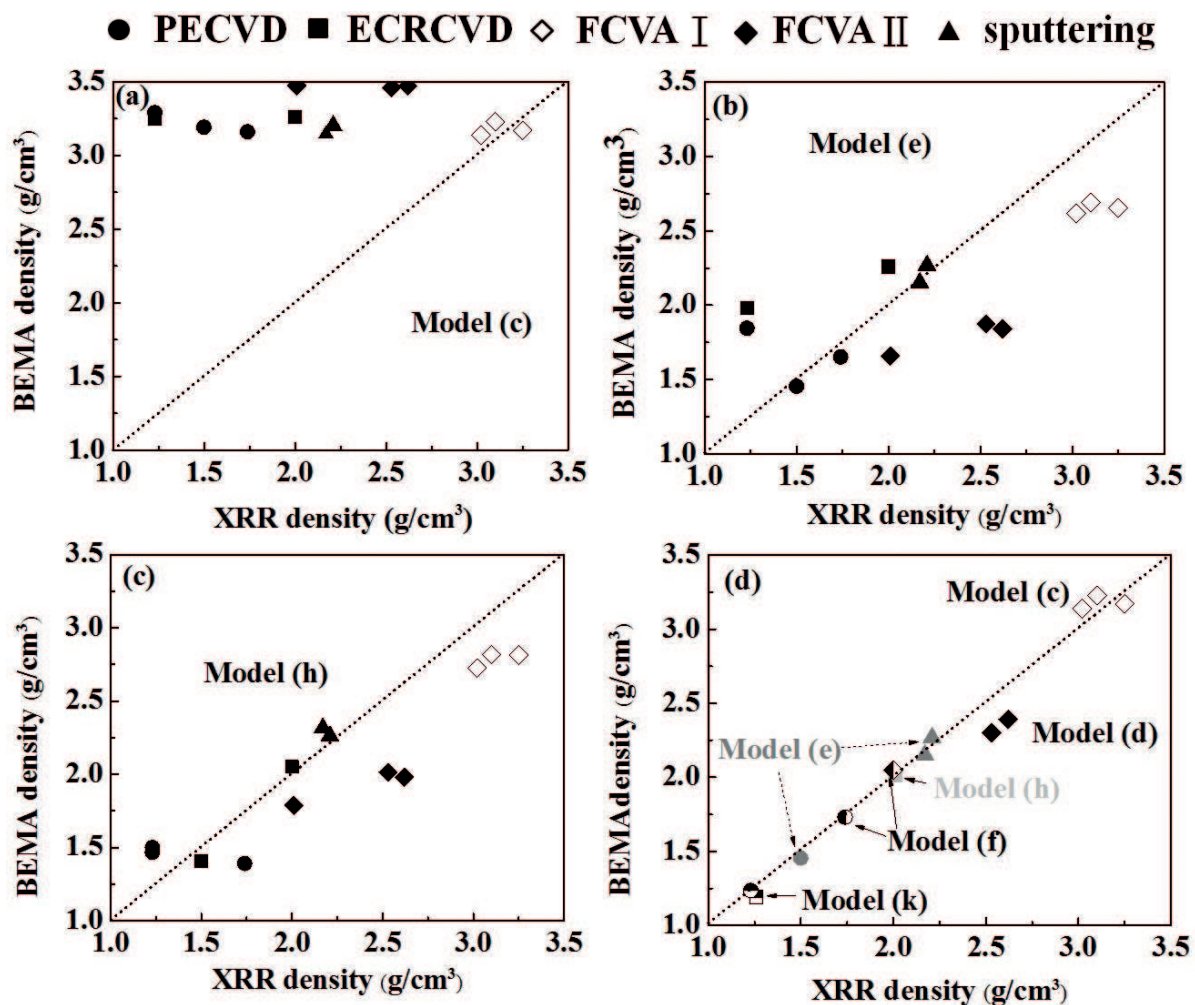 PECVD ECRCVD FCVA I FCVA II sputtering
(a)
Model (c)
BEMA density (g/cm³)
3.5
3.0
2.5
2.0
1.5
1.0
1.0 1.5 2.0 2.5 3.0 3.5
XRR density (g/cm³)
(b)
Model (e)
BEMA density (g/cm³)
3.5
3.0
2.5
2.0
1.5
1.0
1.0 1.5 2.0 2.5 3.0 3.5
XRR density (g/cm³)
(c)
Model (h)
BEMA density (g/cm³)
3.5
3.0
2.5
2.0
1.5
1.0
1.0 1.5 2.0 2.5 3.0 3.5
XRR density (g/cm³)
(d)
Model (c)
Model (d)
Model (e)
Model (h)
Model (f)
Model (k)
BEMAdensity (g/cm³)
3.5
3.0
2.5
2.0
1.5
1.0
1.0 1.5 2.0 2.5 3.0 3.5
XRR density (g/cm³)